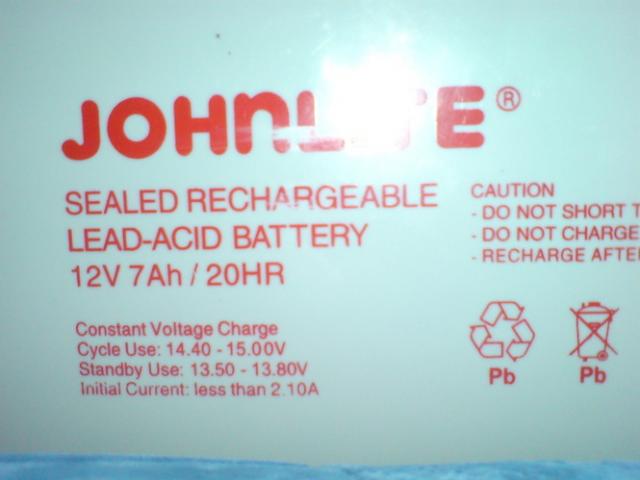 JOHNLITE®
SEALED RECHARGEABLE
LEAD-ACID BATTERY
12V 7Ah / 20HR
Constant Voltage Charge
Cycle Use: 14.40 - 15.00V
Standby Use: 13.50 - 13.80V
Initial Current: less than 2.10A
CAUTION
- DO NOT SHORT T
- DO NOT CHARGE
- RECHARGE AFTE
Pb
Pb